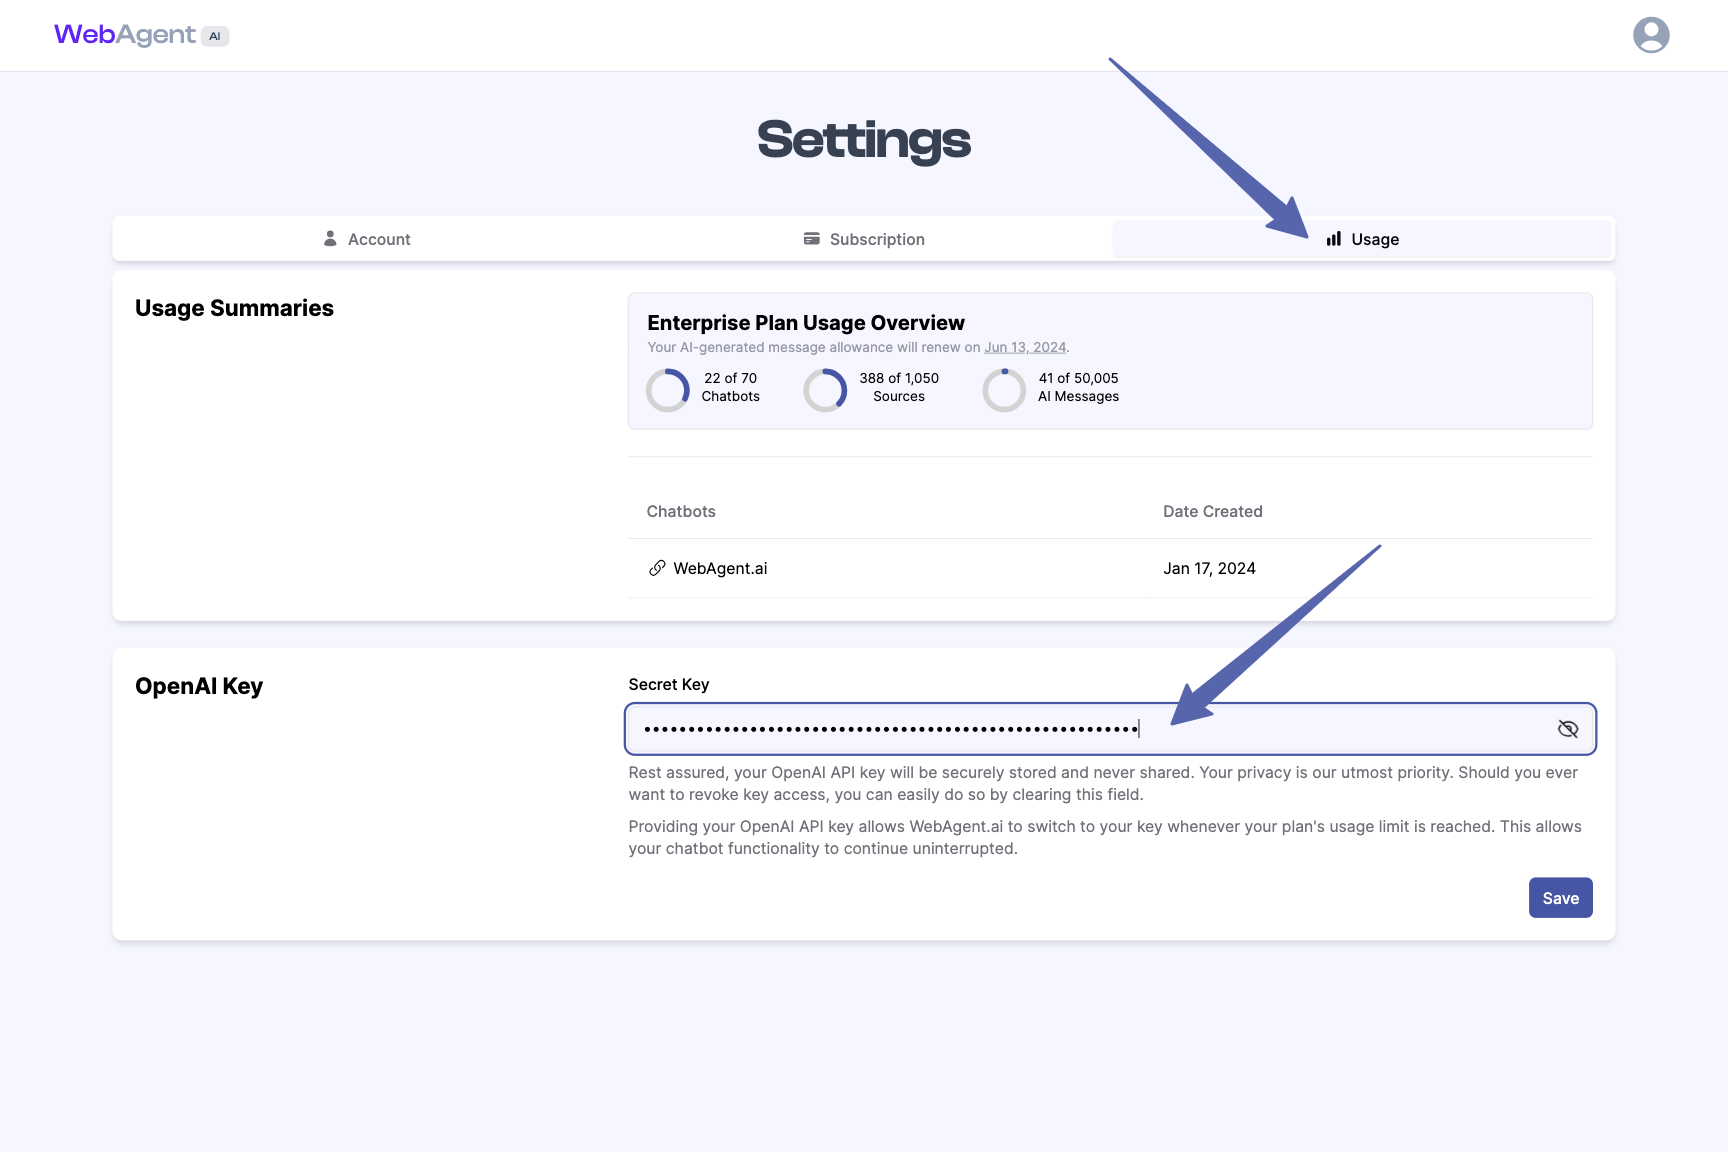 WebAgent AI
Settings
Account
Subscription
Usage
Usage Summaries
Enterprise Plan Usage Overview
Your AI-generated message allowance will renew on Jun 13, 2024.
22 of 70
Chatbots
388 of 1,050
Sources
41 of 50,005
AI Messages
Chatbots
Date Created
WebAgent.ai
Jan 17, 2024
OpenAI Key
Secret Key
Rest assured, your OpenAI API key will be securely stored and never shared. Your privacy is our utmost priority. Should you ever
want to revoke key access, you can easily do so by clearing this field.
Providing your OpenAI API key allows WebAgent.ai to switch to your key whenever your plan's usage limit is reached. This allows
your chatbot functionality to continue uninterrupted.
Save